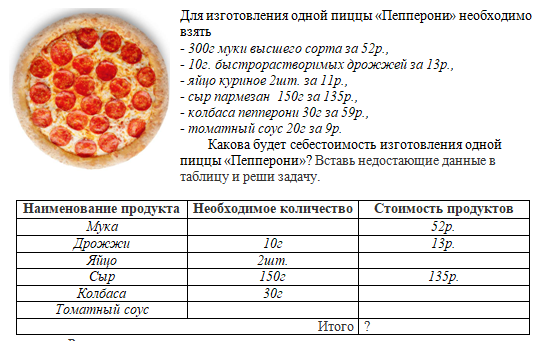 Для изготовления одной пиццы «Пепперони» необходимо
взять
- 300г муки высшего сорта за 52р.,
- 10г. быстрорастворимых дрожжей за 13р.,
- яйцо куриное 2шт. за 11р.,
- сыр пармезан 150г за 135р.,
- колбаса пепперони 30г за 59р.,
- томатный соус 20г за 9р.
Какова будет себестоимость изготовления одной
пиццы «Пепперони»? Вставь недостающие данные в
таблицу и реши задачу.
Наименование продукта Необходимое количество Стоимость продуктов
Мука 52р.
Дрожжи 10г 13р.
Яйцо 2шт.
Сыр 150г 135р.
Колбаса 30г
Томатный соус
Итого ?